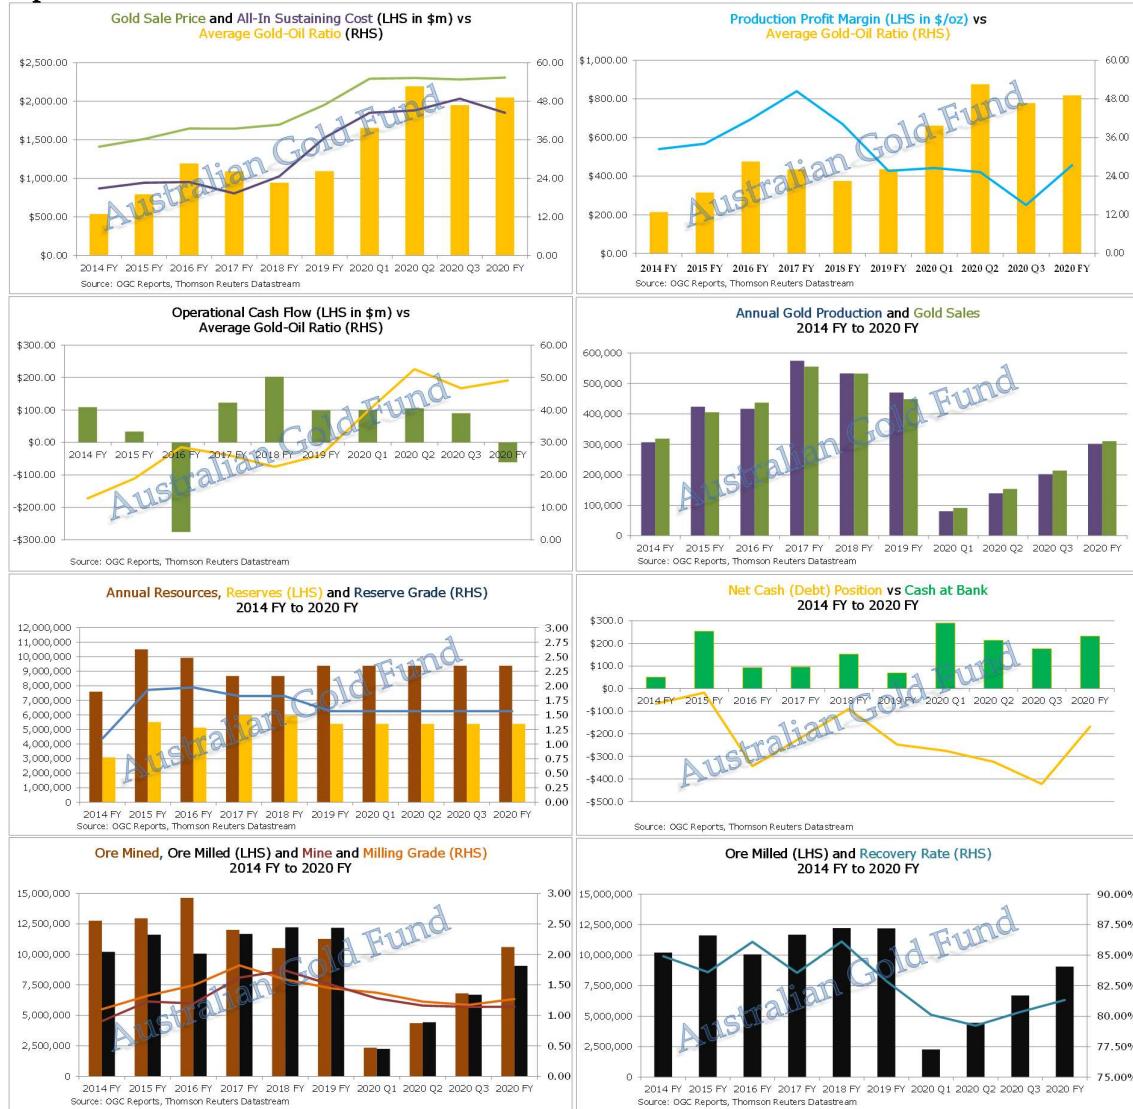 Gold Sale Price and All-In Sustaining Cost (LHS in $m) vs
Average Gold-Oil Ratio (RHS)
$2,500.00
$2,000.00
$1,500.00
$1,000.00
$500.00
$0.00
60.00
48.00
36.00
24.00
12.00
0.00
2014 FY 2015 FY 2016 FY 2017 FY 2018 FY 2019 FY 2020 Q1 2020 Q2 2020 Q3 2020 FY
Source: OGC Reports, Thomson Reuters Datastream
Australian Gold Fund
Production Profit Margin (LHS in $/oz) vs
Average Gold-Oil Ratio (RHS)
$1,000.00
$800.00
$600.00
$400.00
$200.00
$0.00
60.00
48.00
36.00
24.00
12.00
0.00
2014 FY 2015 FY 2016 FY 2017 FY 2018 FY 2019 FY 2020 Q1 2020 Q2 2020 Q3 2020 FY
Source: OGC Reports, Thomson Reuters Datastream
Australian Gold Fund
Operational Cash Flow (LHS in $m) vs
Average Gold-Oil Ratio (RHS)
$300.00
$200.00
$100.00
$0.00
-$100.00
-$200.00
-$300.00
60.00
50.00
40.00
30.00
20.00
10.00
0.00
2014 FY 2015 FY 2016 FY 2017 FY 2018 FY 2019 FY 2020 Q1 2020 Q2 2020 Q3 2020 FY
Source: OGC Reports, Thomson Reuters Datastream
Australian Gold Fund
Annual Gold Production and Gold Sales
2014 FY to 2020 FY
600,000
500,000
400,000
300,000
200,000
100,000
0
2014 FY 2015 FY 2016 FY 2017 FY 2018 FY 2019 FY 2020 Q1 2020 Q2 2020 Q3 2020 FY
Source: OGC Reports, Thomson Reuters Datastream
Australian Gold Fund
Annual Resources, Reserves (LHS) and Reserve Grade (RHS)
2014 FY to 2020 FY
12,000,000
11,000,000
10,000,000
9,000,000
8,000,000
7,000,000
6,000,000
5,000,000
4,000,000
3,000,000
2,000,000
1,000,000
0
3.00
2.75
2.50
2.25
2.00
1.75
1.50
1.25
1.00
0.75
0.50
0.25
0.00
2014 FY 2015 FY 2016 FY 2017 FY 2018 FY 2019 FY 2020 Q1 2020 Q2 2020 Q3 2020 FY
Source: OGC Reports, Thomson Reuters Datastream
Australian Gold Fund
Net Cash (Debt) Position vs Cash at Bank
2014 FY to 2020 FY
$300.0
$200.0
$100.0
$0.0
-$100.0
-$200.0
-$300.0
-$400.0
-$500.0
2014 FY 2015 FY 2016 FY 2017 FY 2018 FY 2019 FY 2020 Q1 2020 Q2 2020 Q3 2020 FY
Source: OGC Reports, Thomson Reuters Datastream
Australian Gold Fund
Ore Mined, Ore Milled (LHS) and Mine and Milling Grade (RHS)
2014 FY to 2020 FY
15,000,000
12,500,000
10,000,000
7,500,000
5,000,000
2,500,000
0
3.00
2.50
2.00
1.50
1.00
0.50
0.00
2014 FY 2015 FY 2016 FY 2017 FY 2018 FY 2019 FY 2020 Q1 2020 Q2 2020 Q3 2020 FY
Source: OGC Reports, Thomson Reuters Datastream
Australian Gold Fund
Ore Milled (LHS) and Recovery Rate (RHS)
2014 FY to 2020 FY
15,000,000
12,500,000
10,000,000
7,500,000
5,000,000
2,500,000
0
90.00%
87.50%
85.00%
82.50%
80.00%
77.50%
75.00%
2014 FY 2015 FY 2016 FY 2017 FY 2018 FY 2019 FY 2020 Q1 2020 Q2 2020 Q3 2020 FY
Source: OGC Reports, Thomson Reuters Datastream
Australian Gold Fund